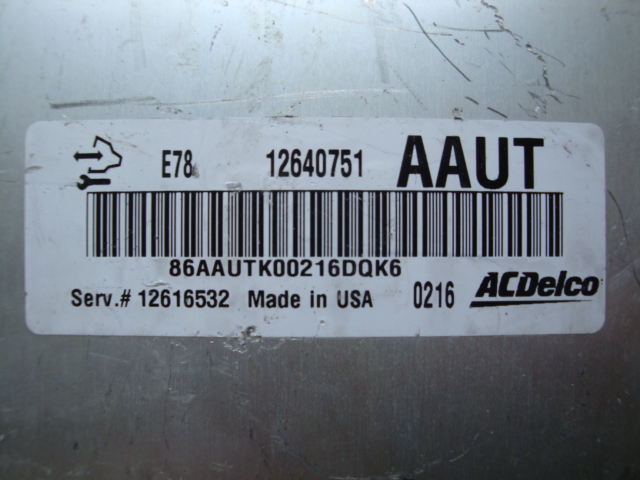 E78 12640751 AAUT
86AAUTK00216DQK6
Serv.# 12616532 Made in USA 0216 ACDelco